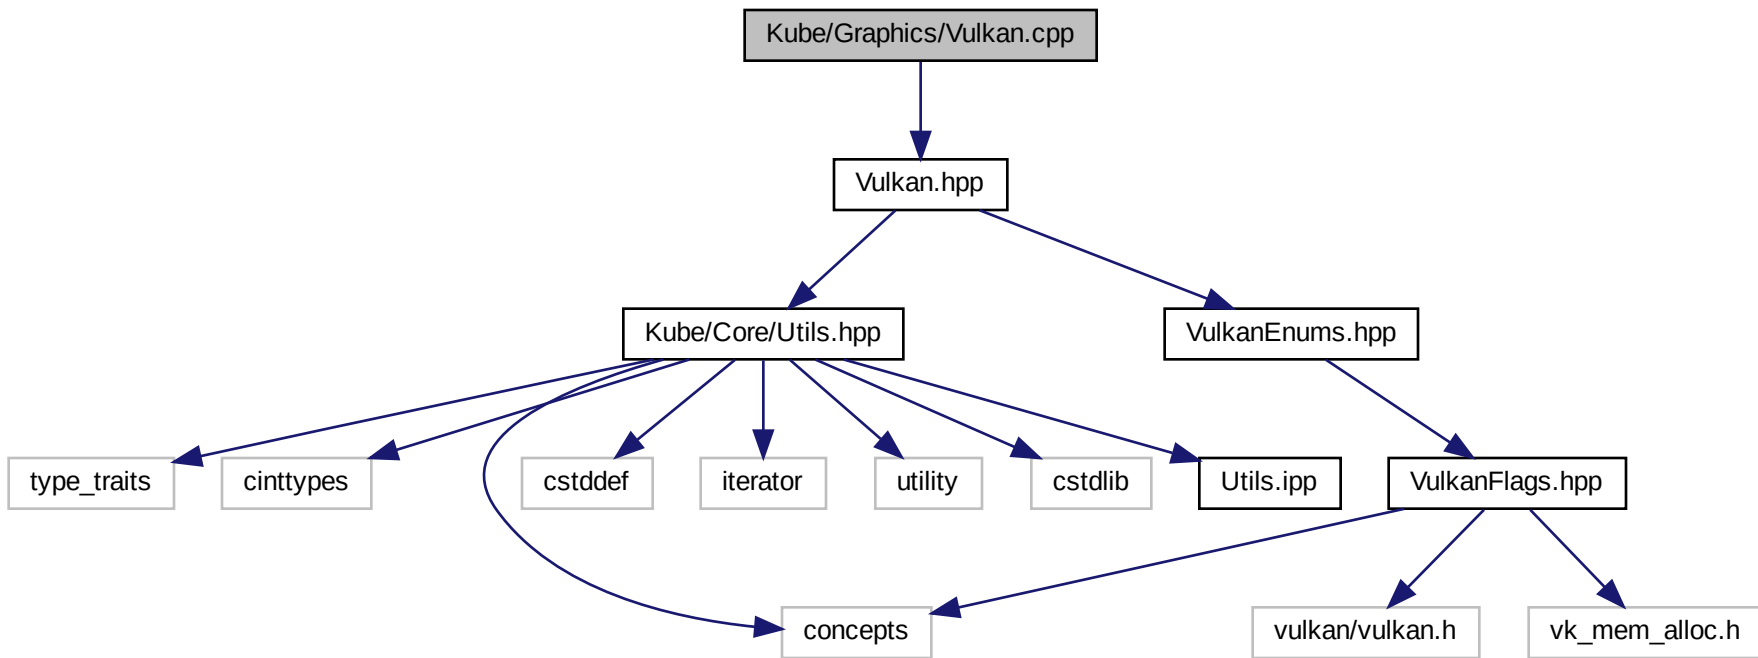 Kube/Graphics/Vulkan.cpp
Vulkan.hpp
Kube/Core/Utils.hpp
VulkanEnums.hpp
type_traits
cinttypes
cstddef
iterator
utility
cstdlib
Utils.ipp
VulkanFlags.hpp
concepts
vulkan/vulkan.h
vk_mem_alloc.h